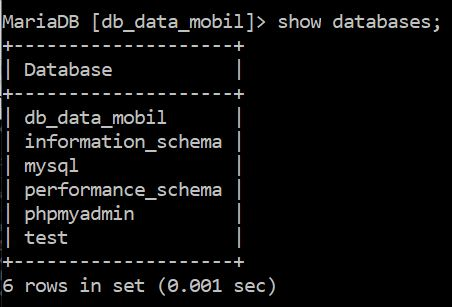 MariaDB [db_data_mobil]> show databases;
+--------------------+
| Database           |
+--------------------+
| db_data_mobil      |
| information_schema |
| mysql              |
| performance_schema |
| phpmyadmin         |
| test               |
+--------------------+
6 rows in set (0.001 sec)